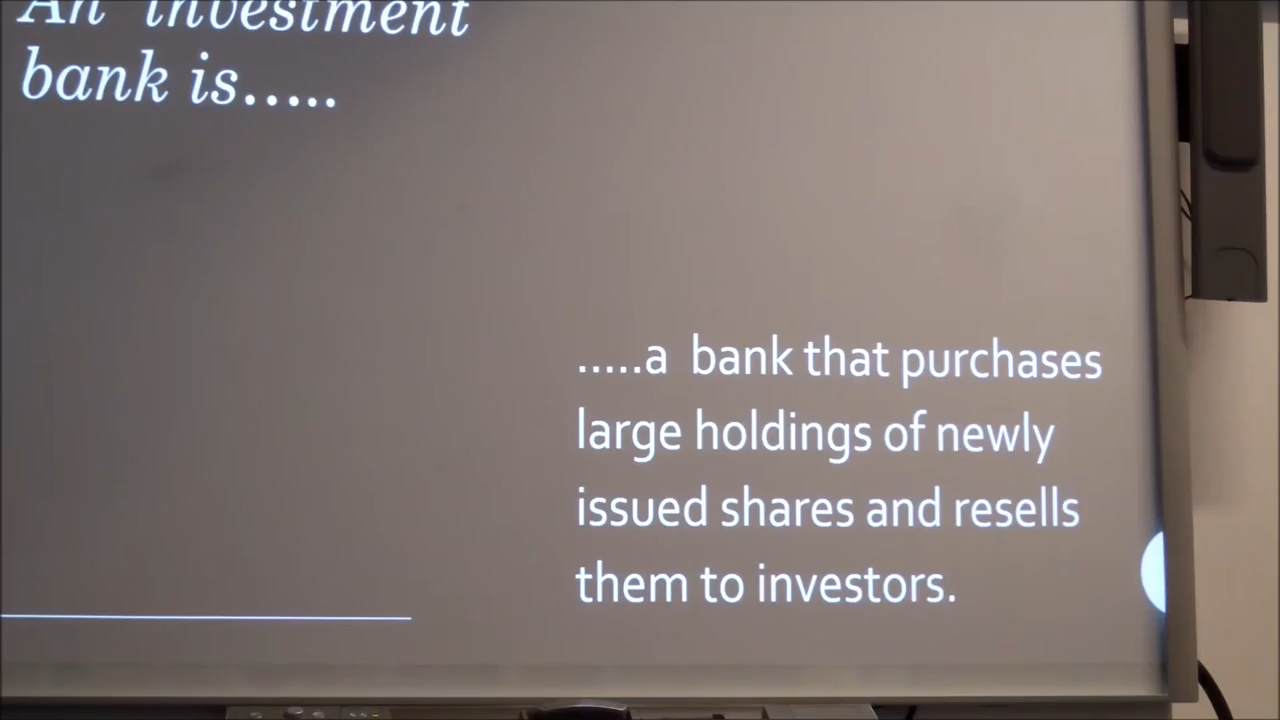 An investment
bank is.....
.....a bank that purchases
large holdings of newly
issued shares and resells
them to investors.